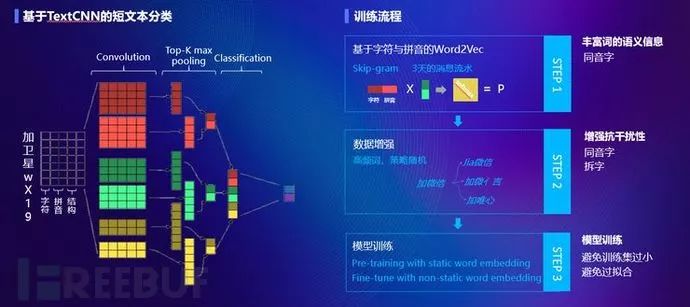 基于TextCNN的短文本分类
Convolution
Top-K max
pooling
Classification
加卫星wX19
字符
拼音
结构
训练流程
基于字符与拼音的Word2Vec
Skip-gram 3天的消息流水
字符 拼音
X
= P
STEP 1
丰富词的语义信息
同音字
数据增强
高频词、策略随机
加微信
Jia微信
加微亻言
加唯心
STEP 2
增强抗干扰性
同音字
拆字
模型训练
Pre-training with static word embedding
Fine-tune with non-static word embedding
STEP 3
模型训练
避免训练集过小
避免过拟合
REEBUF